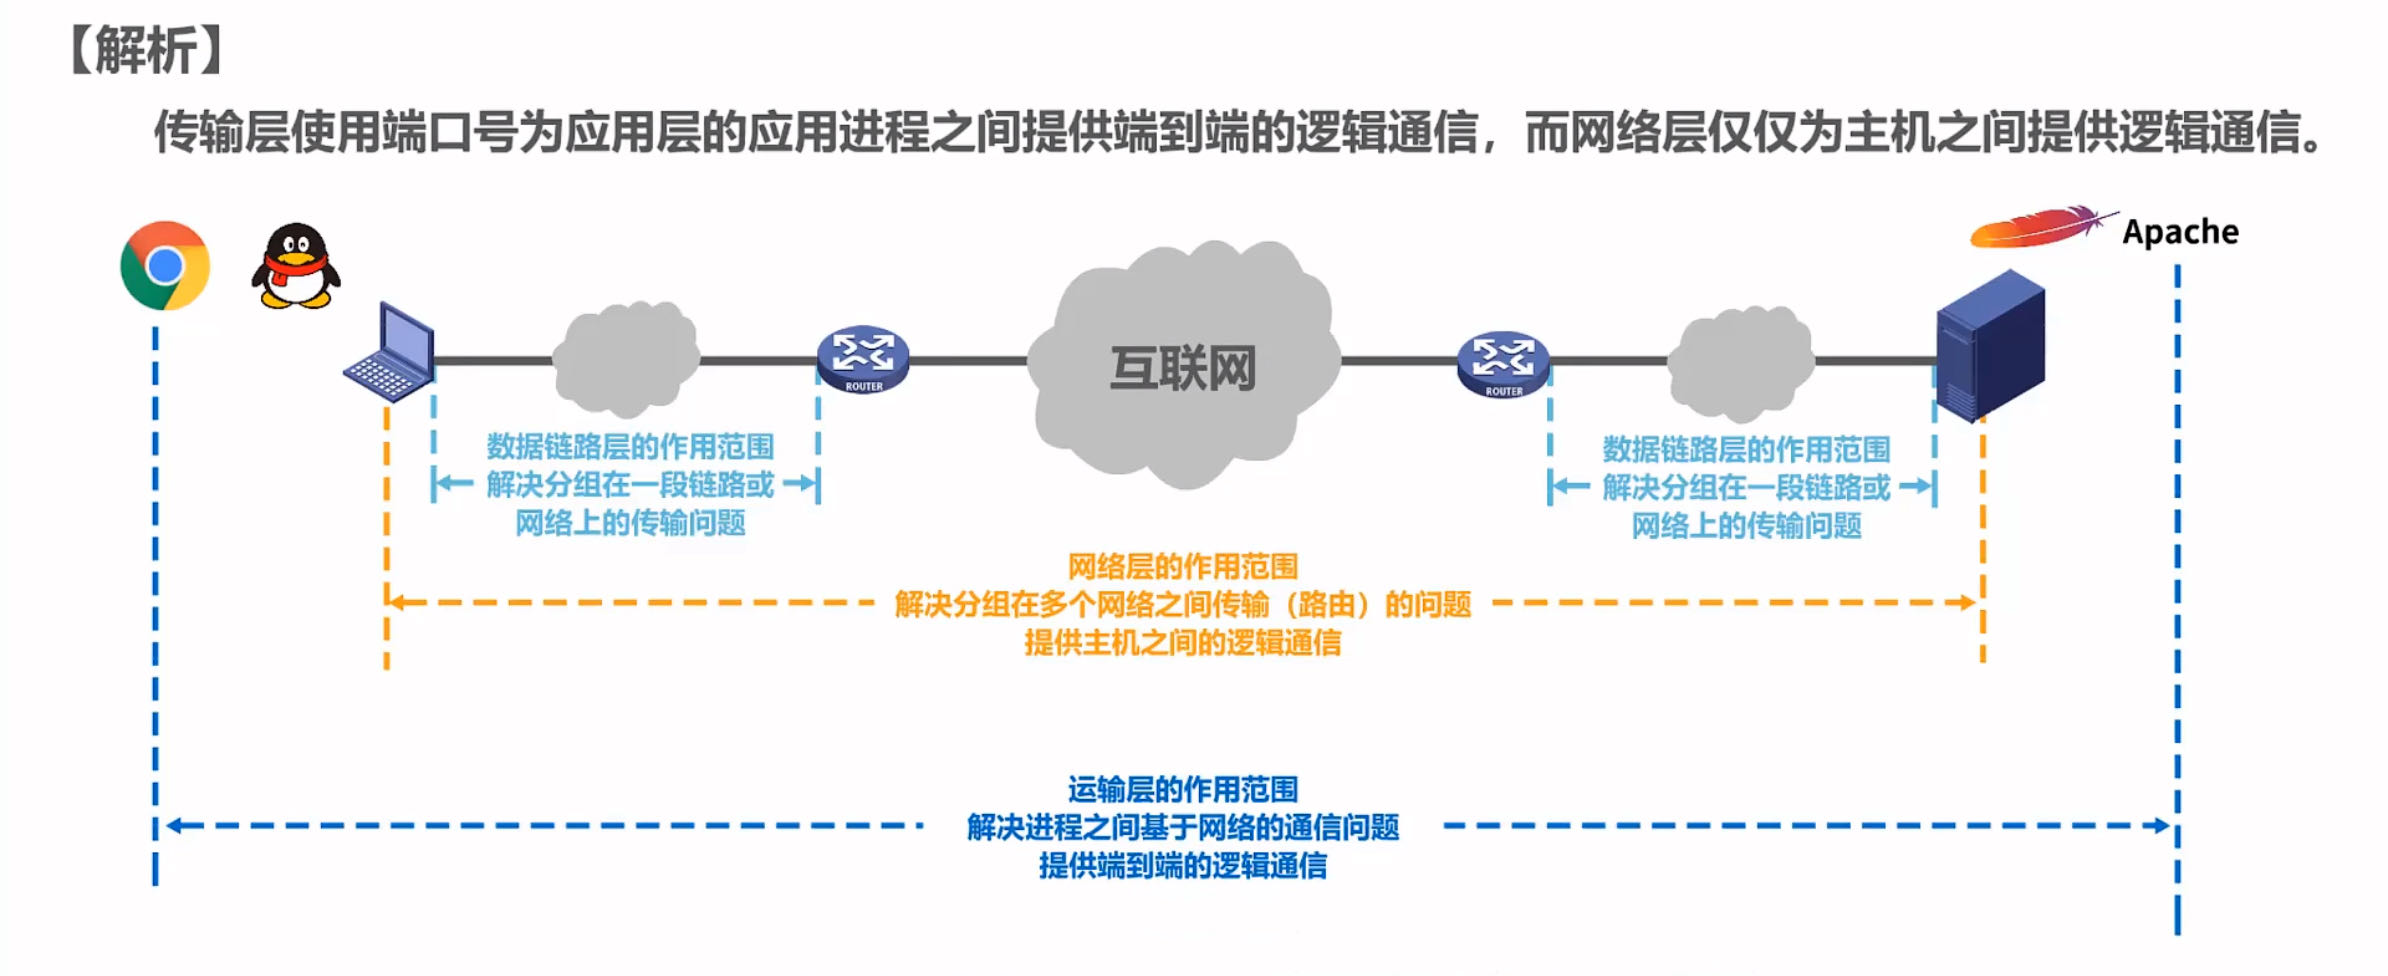 【解析】
传输层使用端口号为应用层的应用进程之间提供端到端的逻辑通信，而网络层仅仅为主机之间提供逻辑通信。
Apache
互联网
ROUTER
ROUTER
数据链路层的作用范围
解决分组在一段链路或
网络上的传输问题
数据链路层的作用范围
解决分组在一段链路或
网络上的传输问题
网络层的作用范围
解决分组在多个网络之间传输（路由）的问题
提供主机之间的逻辑通信
运输层的作用范围
解决进程之间基于网络的通信问题
提供端到端的逻辑通信